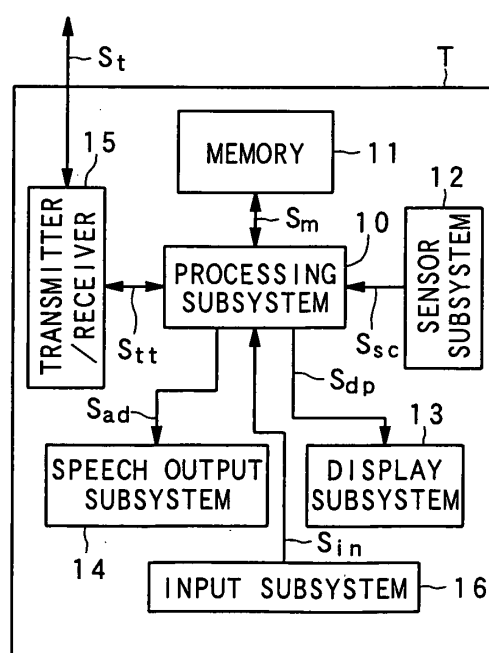 St
T
15
MEMORY
11
12
TRANSMITTER
/RECEIVER
Sm
10
SENSOR
SUBSYSTEM
PROCESSING
SUBSYSTEM
Stt
Ssc
Sdp
Sad
13
SPEECH OUTPUT
SUBSYSTEM
DISPLAY
SUBSYSTEM
14
Sin
INPUT SUBSYSTEM
16